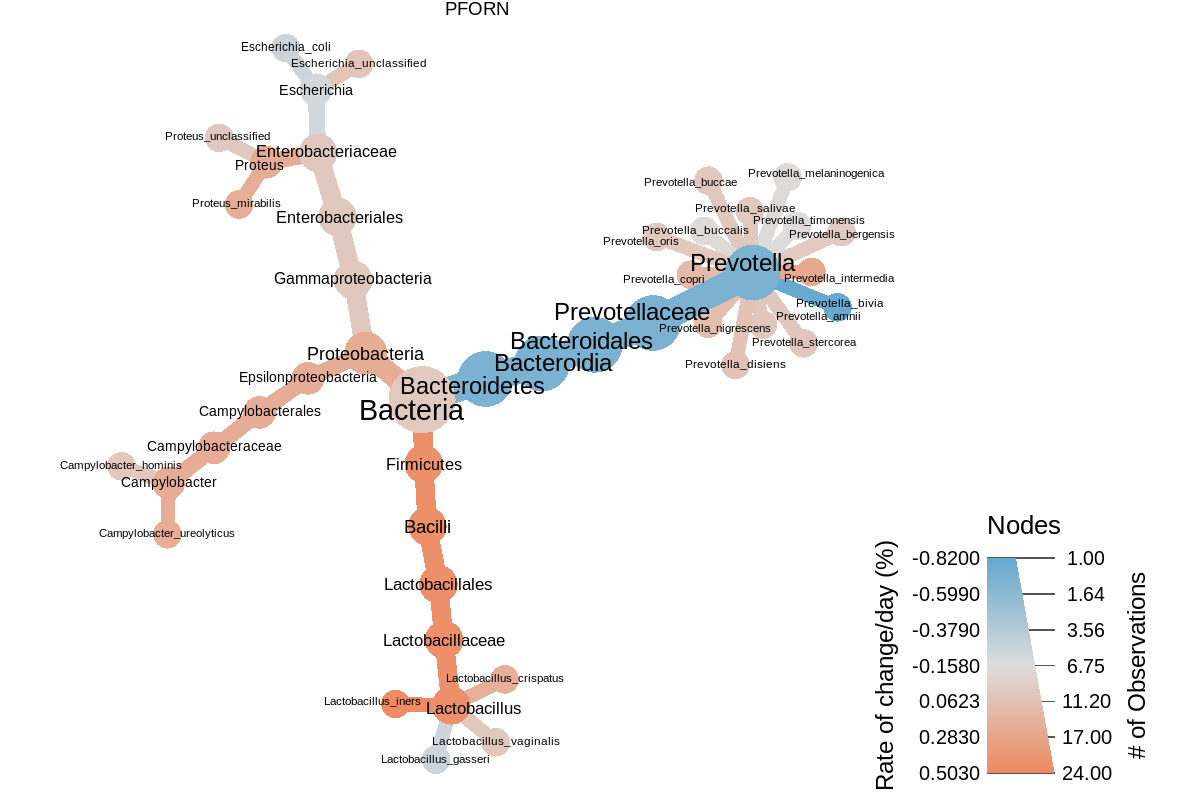 PFORN
Escherichia_coli
Escherichia_unclassified
Escherichia
Proteus_unclassified
Enterobacteriaceae
Proteus
Proteus_mirabilis
Enterobacteriales
Gammaproteobacteria
Proteobacteria
Epsilonproteobacteria
Campylobacterales
Campylobacteraceae
Campylobacter_hominis
Campylobacter
Campylobacter_ureolyticus
Prevotella_melaninogenica
Prevotella_buccae
Prevotella_salivae
Prevotella_timonensis
Prevotella_buccalis
Prevotella_bergensis
Prevotella_oris
Prevotella
Prevotella_copri
Prevotella_intermedia
Prevotella_bivia
Prevotella_amnii
Prevotellaceae
Prevotella_nigrescens
Prevotella_stercorea
Prevotella_disiens
Bacteroidales
Bacteroidia
Bacteroidetes
Bacteria
Firmicutes
Bacilli
Lactobacillales
Lactobacillaceae
Lactobacillus_crispatus
Lactobacillus_iners
Lactobacillus
Lactobacillus_vaginalis
Lactobacillus_gasseri
Nodes
Rate of change/day (%)
-0.8200 1.00
-0.5990 1.64
-0.3790 3.56
-0.1580 6.75
0.0623 11.20
0.2830 17.00
0.5030 24.00
# of Observations